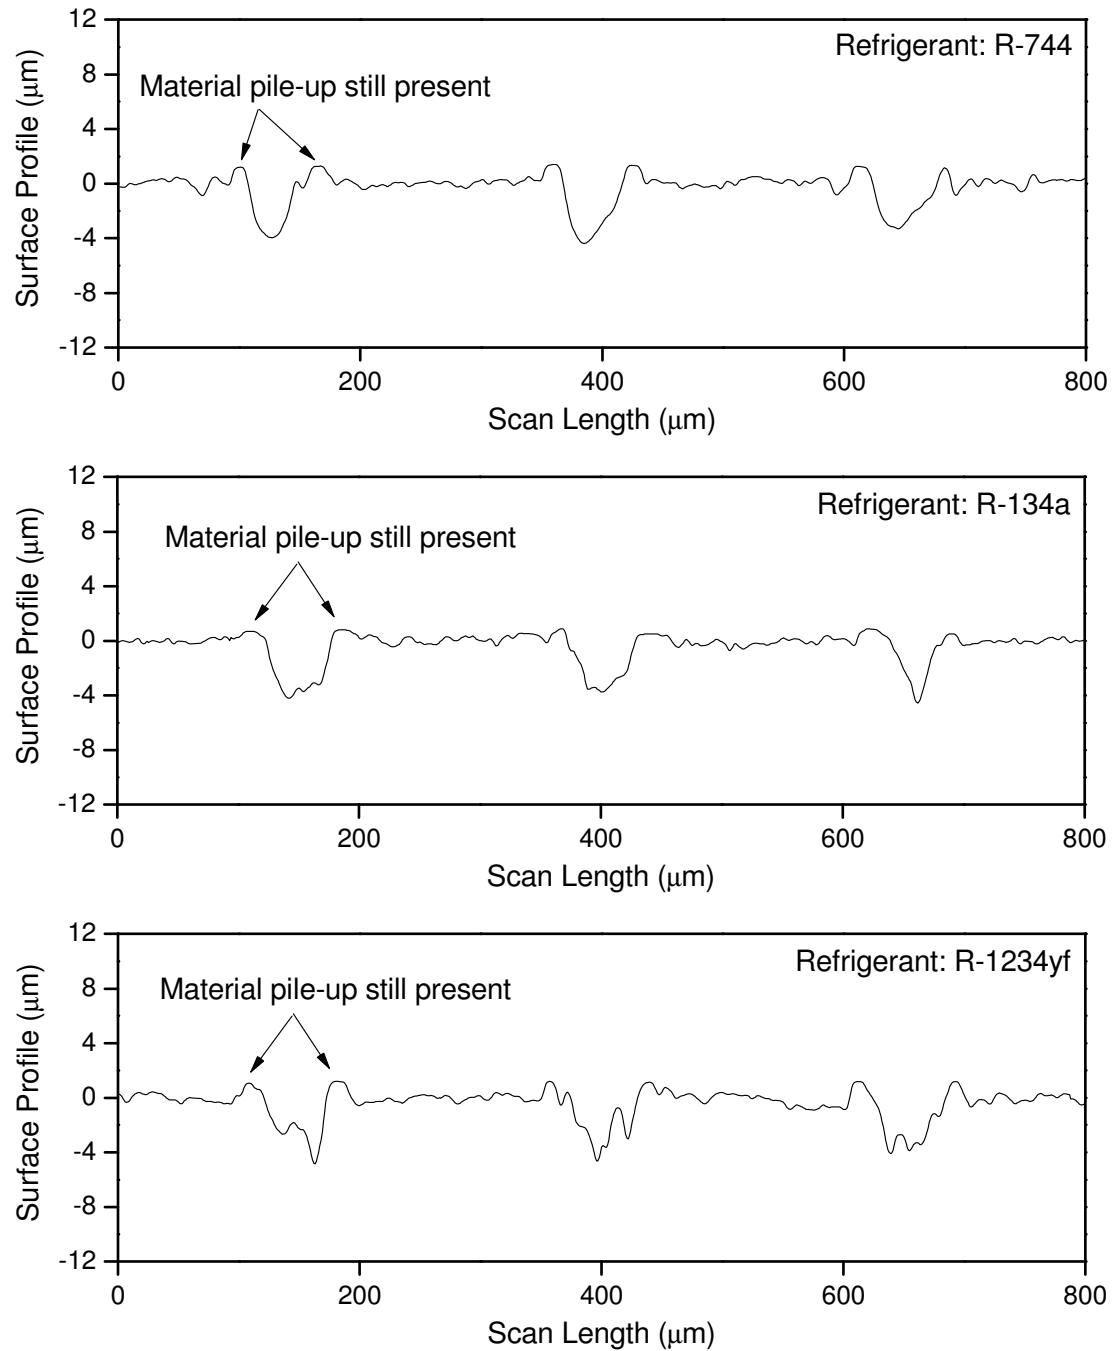 12
8
4
0
-4
-8
-12
Surface Profile (μm)
Refrigerant: R-744
Material pile-up still present
0 200 400 600 800
Scan Length (μm)
12
8
4
0
-4
-8
-12
Surface Profile (μm)
Refrigerant: R-134a
Material pile-up still present
0 200 400 600 800
Scan Length (μm)
12
8
4
0
-4
-8
-12
Surface Profile (μm)
Refrigerant: R-1234yf
Material pile-up still present
0 200 400 600 800
Scan Length (μm)